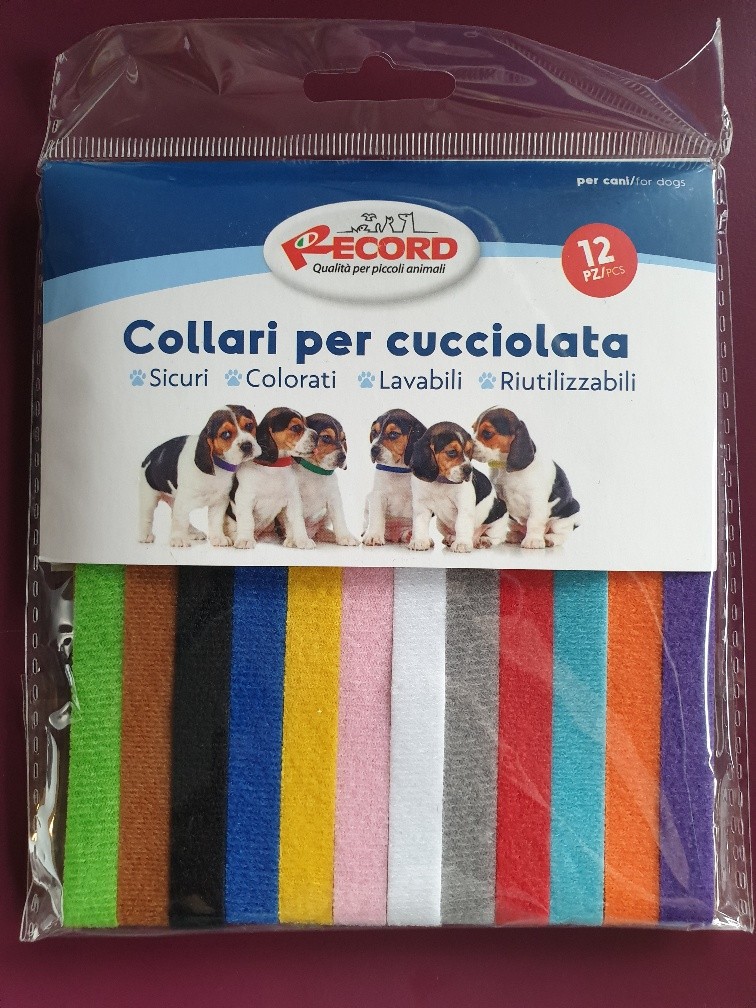 per cani/for dogs
RECORD
Qualità per piccoli animali
12
PZ/PCS
Collari per cucciolata
Sicuri Colorati Lavabili Riutilizzabili